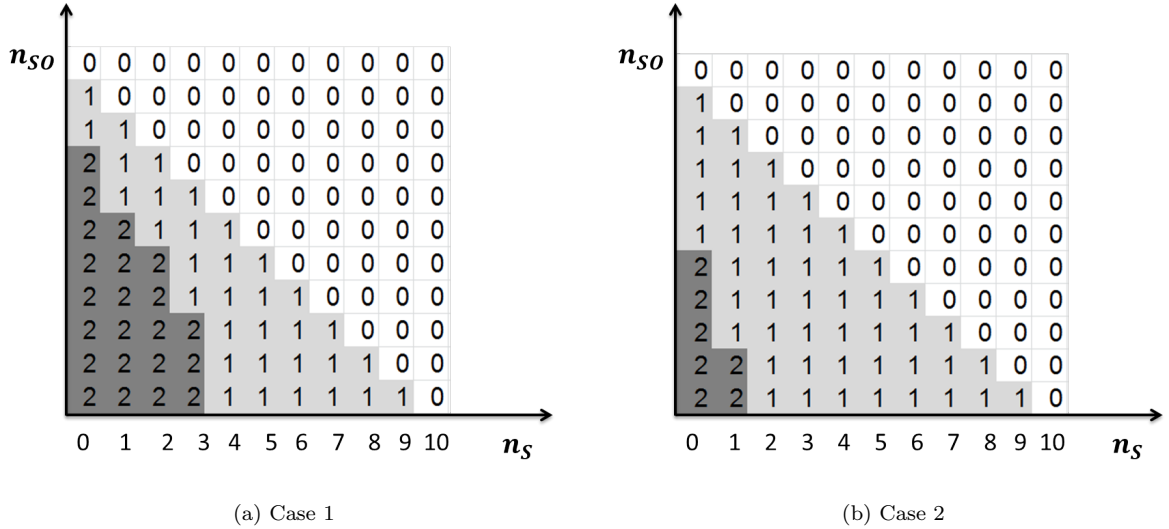 n_SO
0 0 0 0 0 0 0 0 0 0 0
1 0 0 0 0 0 0 0 0 0 0
1 1 0 0 0 0 0 0 0 0 0
2 1 1 0 0 0 0 0 0 0 0
2 1 1 1 0 0 0 0 0 0 0
2 2 1 1 1 0 0 0 0 0 0
2 2 2 1 1 1 0 0 0 0 0
2 2 2 1 1 1 1 0 0 0 0
2 2 2 2 1 1 1 1 0 0 0
2 2 2 2 1 1 1 1 1 0 0
2 2 2 2 1 1 1 1 1 1 0
0 1 2 3 4 5 6 7 8 9 10 n_S
(a) Case 1
n_SO
0 0 0 0 0 0 0 0 0 0 0
1 0 0 0 0 0 0 0 0 0 0
1 1 0 0 0 0 0 0 0 0 0
1 1 1 0 0 0 0 0 0 0 0
1 1 1 1 0 0 0 0 0 0 0
1 1 1 1 1 0 0 0 0 0 0
2 1 1 1 1 1 0 0 0 0 0
2 1 1 1 1 1 1 0 0 0 0
2 1 1 1 1 1 1 1 0 0 0
2 2 1 1 1 1 1 1 1 0 0
2 2 1 1 1 1 1 1 1 1 0
0 1 2 3 4 5 6 7 8 9 10 n_S
(b) Case 2